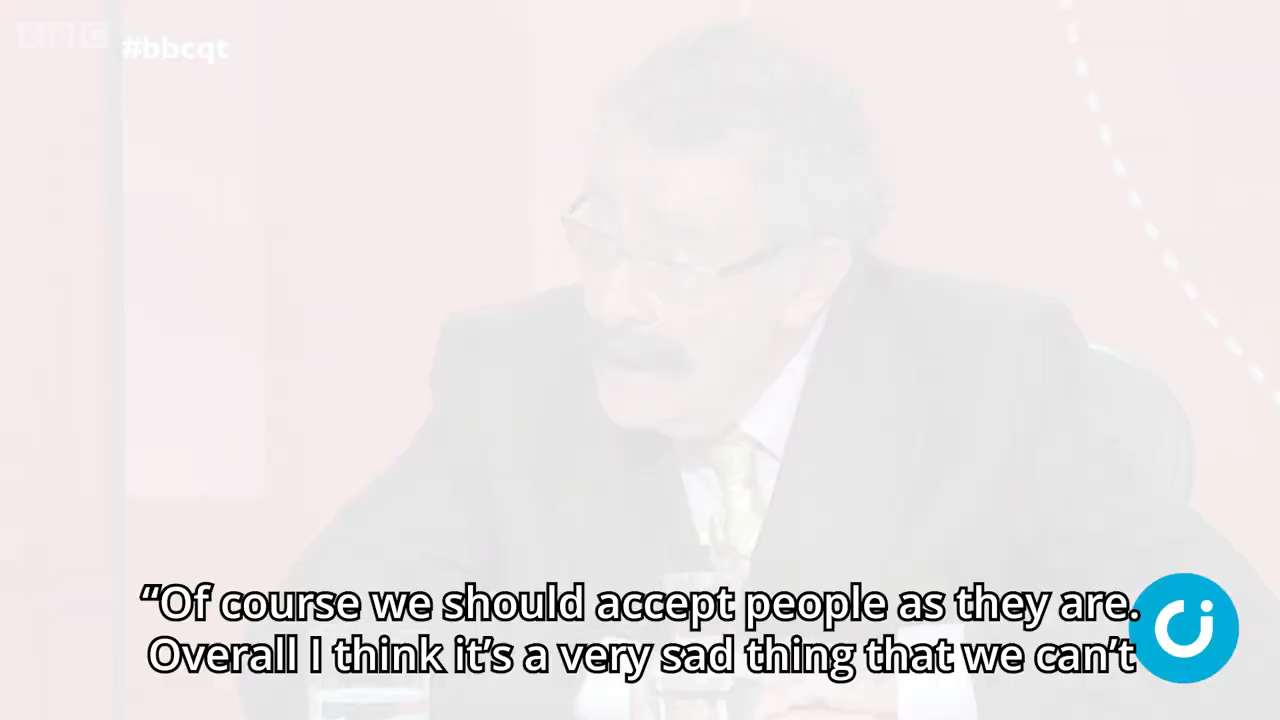 BBC
#bbcqt
“Of course we should accept people as they are.
Overall I think it’s a very sad thing that we can’t